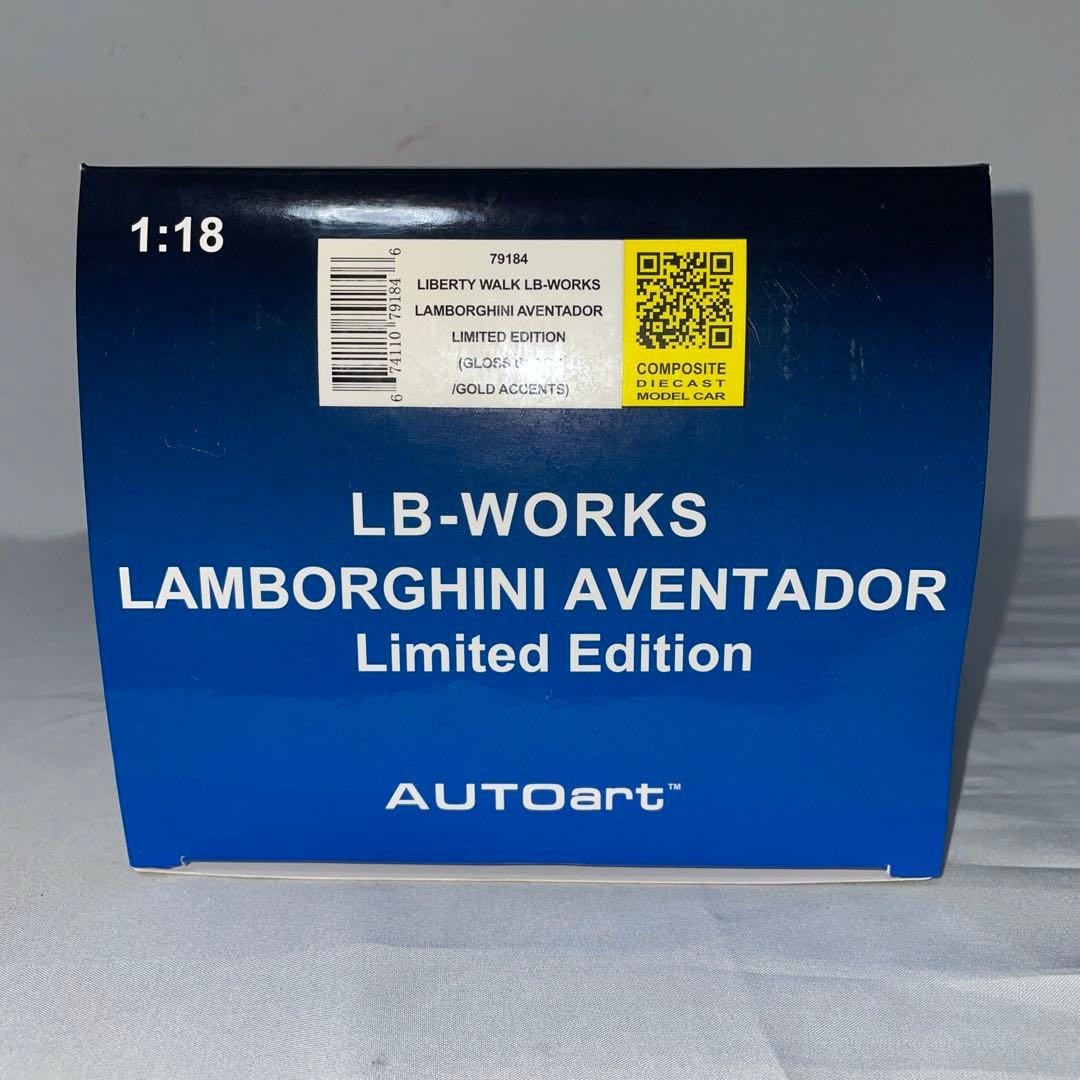 1:18
6 74110 79184 6
79184
LIBERTY WALK LB-WORKS
LAMBORGHINI AVENTADOR
LIMITED EDITION
(GLOSS
/GOLD ACCENTS)
COMPOSITE
DIECAST
MODEL CAR
LB-WORKS
LAMBORGHINI AVENTADOR
Limited Edition
AUTOart™